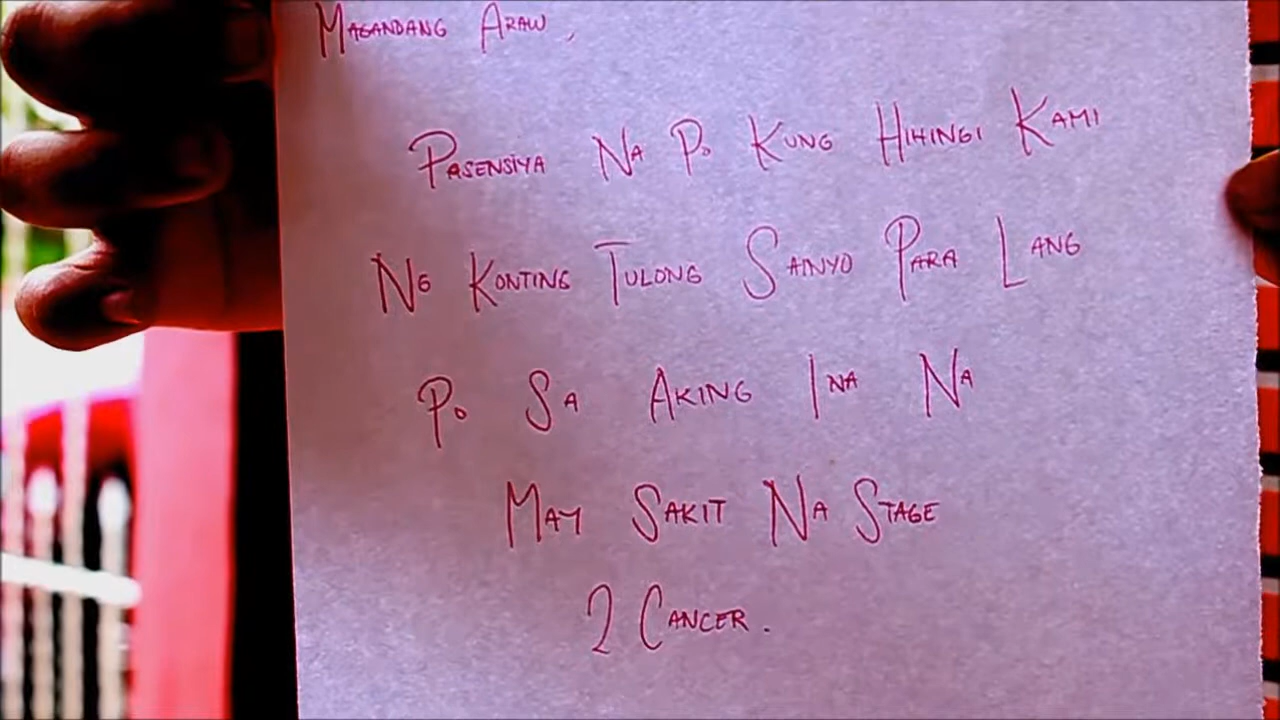 Magandang Araw,
Pasensiya Na Po Kung Hihingi Kami
Ng Konting Tulong Sainyo Para Lang
Po Sa Aking Ina Na
May Sakit Na Stage
2 Cancer.